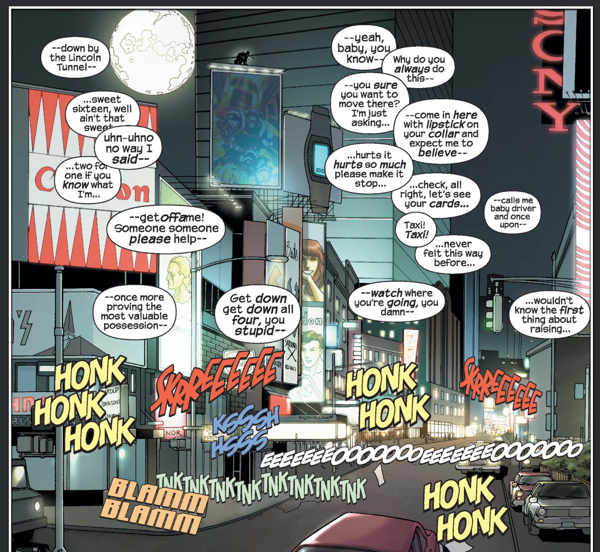 --down by
the Lincoln
Tunnel--
--yeah,
baby, you
know--
Why do you
always do
this--
SONY
--you sure
you want to
move there?
I'm just
asking...
...sweet
sixteen, well
ain't that
sweet
uhn-uhno
no way I
said--
--come in here
with lipstick on
your collar and
expect me to
believe--
...two for
one if you
know what
I'm...
...hurts it
hurts so much
please make it
stop...
...check, all
right, let's see
your cards...
--calls me
baby driver
and once
upon--
--get offame!
Someone someone
please help--
Taxi!
Taxi!
...never
felt this way
before...
--once more
proving the
most valuable
possession--
Get down
get down all
four, you
stupid--
--watch where
you're going, you
damn--
...wouldn't
know the first
thing about
raising...
HONK
HONK
HONK
SKRREEEEEE
HONK
HONK
SKRREEEEEE
KSSSH
HSSS
NOR
EEEEEEEOOOOOOOOEEEEEEEOOOOOOOO
BLAMM
BLAMM
TNKTNKTNKTNKTNKTNKTNKTNK
HONK
HONK